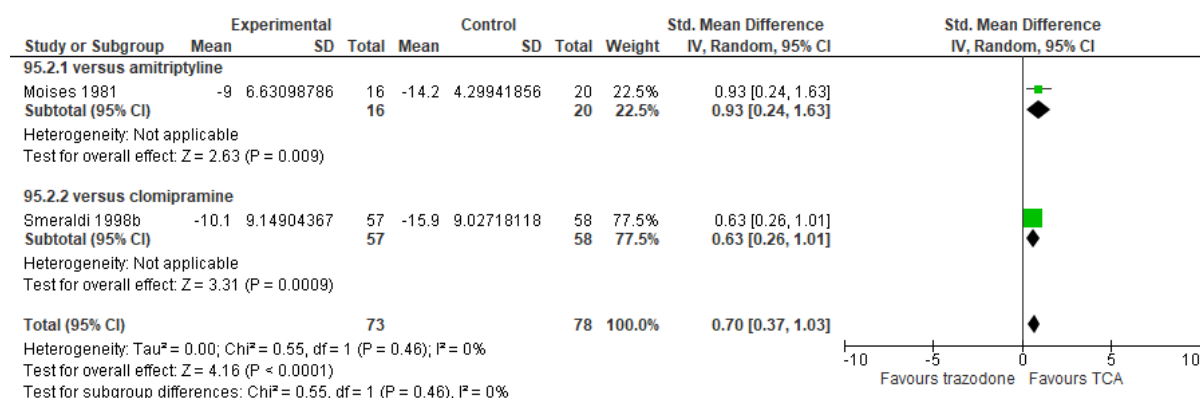 Experimental Control Std. Mean Difference Std. Mean Difference
Study or Subgroup Mean SD Total Mean SD Total Weight IV, Random, 95% CI IV, Random, 95% CI
95.2.1 versus amitriptyline
Moises 1981 -9 6.63098786 16 -14.2 4.29941856 20 22.5% 0.93 [0.24, 1.63]
Subtotal (95% CI) 16 20 22.5% 0.93 [0.24, 1.63]
Heterogeneity: Not applicable
Test for overall effect: Z = 2.63 (P = 0.009)
95.2.2 versus clomipramine
Smeraldi 1998b -10.1 9.14904367 57 -15.9 9.02718118 58 77.5% 0.63 [0.26, 1.01]
Subtotal (95% CI) 57 58 77.5% 0.63 [0.26, 1.01]
Heterogeneity: Not applicable
Test for overall effect: Z = 3.31 (P = 0.0009)
Total (95% CI) 73 78 100.0% 0.70 [0.37, 1.03]
Heterogeneity: Tau² = 0.00; Chi² = 0.55, df = 1 (P = 0.46); I² = 0%
Test for overall effect: Z = 4.16 (P < 0.0001)
Test for subgroup differences: Chi² = 0.55, df = 1 (P = 0.46), I² = 0%
-10 -5 0 5 10
Favours trazodone Favours TCA